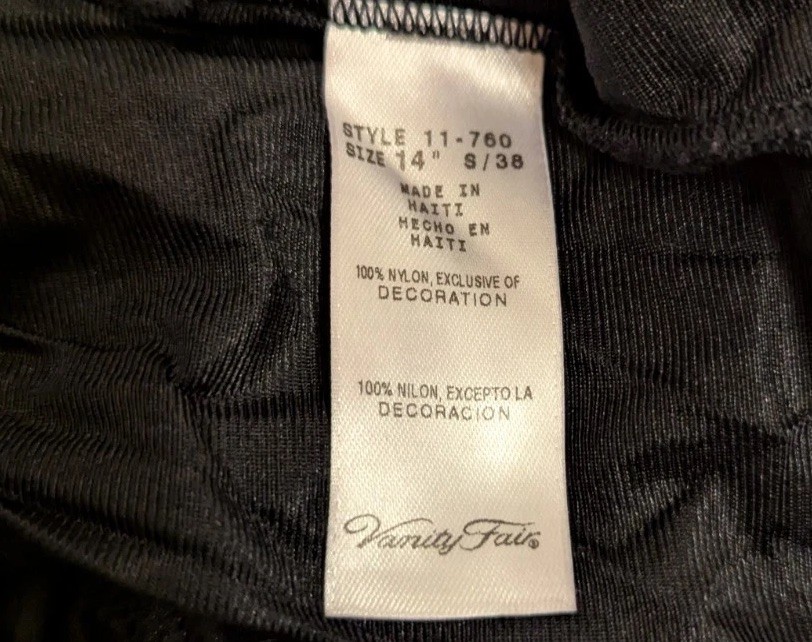 STYLE 11-760
SIZE 14" S/38
MADE IN
HAITI
HECHO EN
HAITI
100% NYLON, EXCLUSIVE OF
DECORATION
100% NILON, EXCEPTO LA
DECORACION
Vanity Fair®